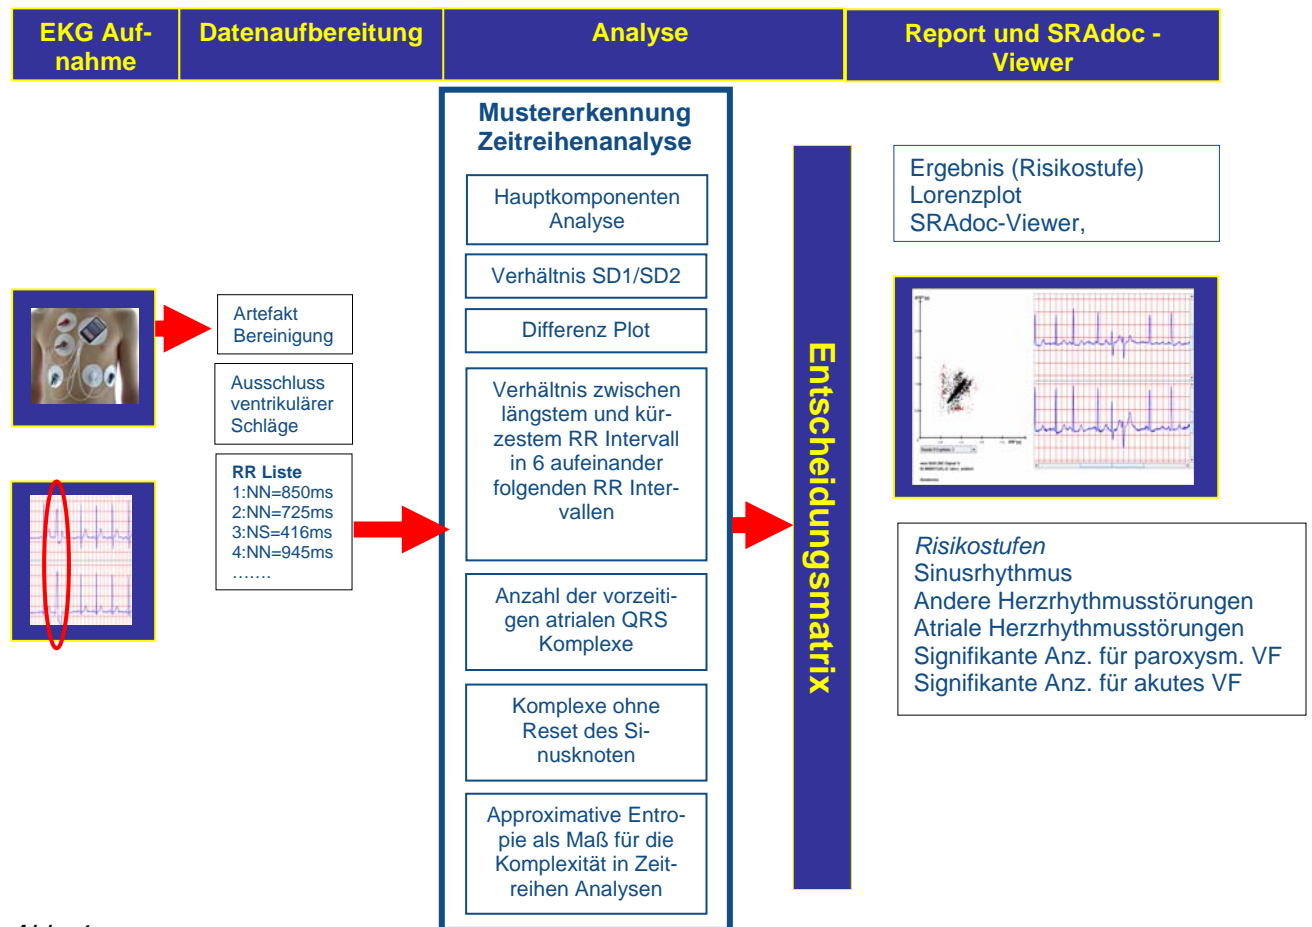 EKG Auf-
nahme
Datenaufbereitung
Analyse
Report und SRAdoc -
Viewer
Artefakt
Bereinigung
Ausschluss
ventrikulärer
Schläge
RR Liste
1:NN=850ms
2:NN=725ms
3:NS=416ms
4:NN=945ms
.......
Mustererkennung
Zeitreihenanalyse
Hauptkomponenten
Analyse
Verhältnis SD1/SD2
Differenz Plot
Verhältnis zwischen
längstem und kür-
zestem RR Intervall
in 6 aufeinander
folgenden RR Inter-
vallen
Anzahl der vorzeiti-
gen atrialen QRS
Komplexe
Komplexe ohne
Reset des Si-
nusknoten
Approximative Entro-
pie als Maß für die
Komplexität in Zeit-
reihen Analysen
Entscheidungsmatrix
Ergebnis (Risikostufe)
Lorenzplot
SRAdoc-Viewer,
Risikostufen
Sinusrhythmus
Andere Herzrhythmusstörungen
Atriale Herzrhythmusstörungen
Signifikante Anz. für paroxysm. VF
Signifikante Anz. für akutes VF